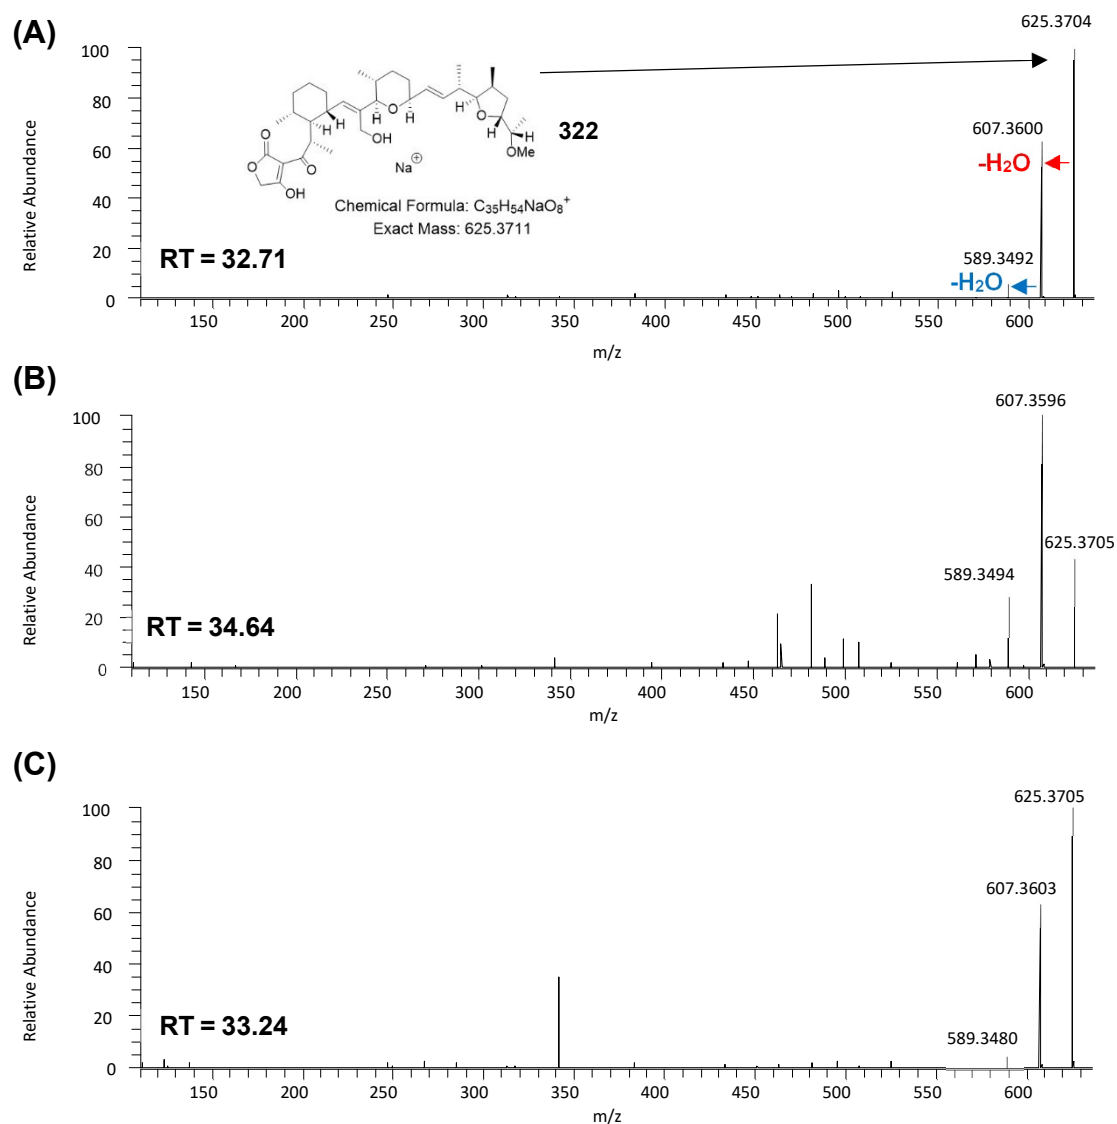 (A)
625.3704
100
80
60
40
20
0
Relative Abundance
O
O
O
OH
H
H
H
O
H
OH
Na⊕
H
O
H
H
OMe
322
Chemical Formula: C₃₅H₅₄NaO₈⁺
Exact Mass: 625.3711
607.3600
-H₂O
589.3492
-H₂O
RT = 32.71
150 200 250 300 350 400 450 500 550 600
m/z
(B)
607.3596
100
80
60
40
20
0
Relative Abundance
625.3705
589.3494
RT = 34.64
150 200 250 300 350 400 450 500 550 600
m/z
(C)
625.3705
100
80
60
40
20
0
Relative Abundance
607.3603
589.3480
RT = 33.24
150 200 250 300 350 400 450 500 550 600
m/z